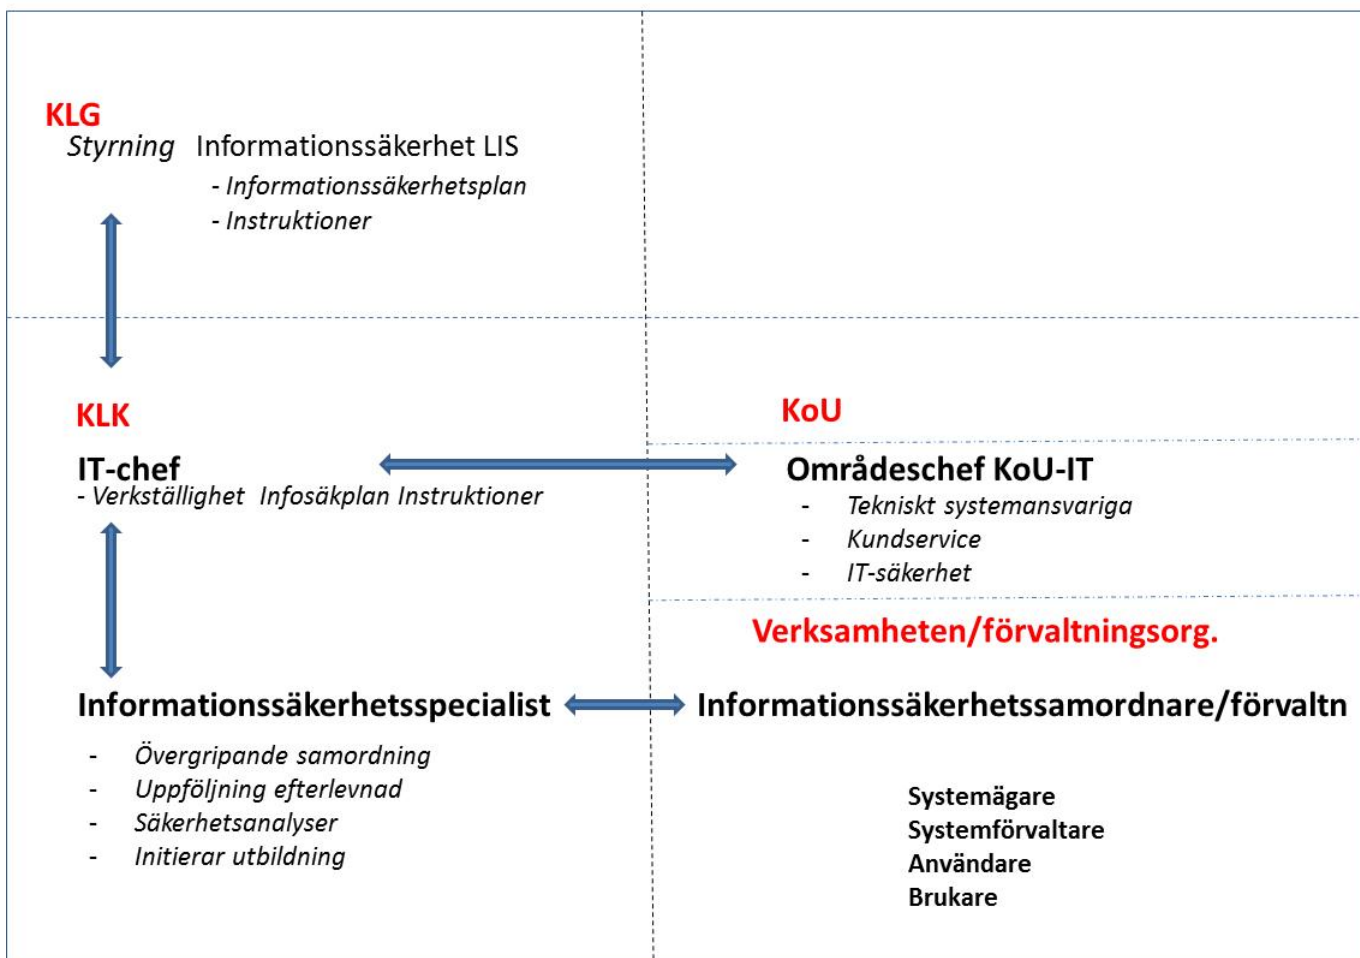 KLG
Styrning Informationssäkerhet LIS
- Informationssäkerhetsplan
- Instruktioner
KLK
IT-chef
- Verkställighet Infosäkplan Instruktioner
KoU
Områdeschef KoU-IT
- Tekniskt systemansvariga
- Kundservice
- IT-säkerhet
Verksamheten/förvaltningsorg.
Informationssäkerhetsspecialist
- Övergripande samordning
- Uppföljning efterlevnad
- Säkerhetsanalyser
- Initierar utbildning
Informationssäkerhetssamordnare/förvaltn
Systemägare
Systemförvaltare
Användare
Brukare